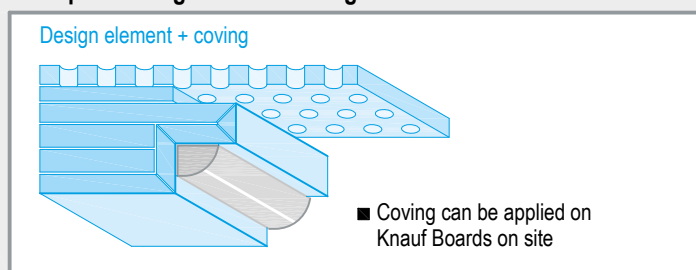 Design element + coving
■ Coving can be applied on
Knauf Boards on site